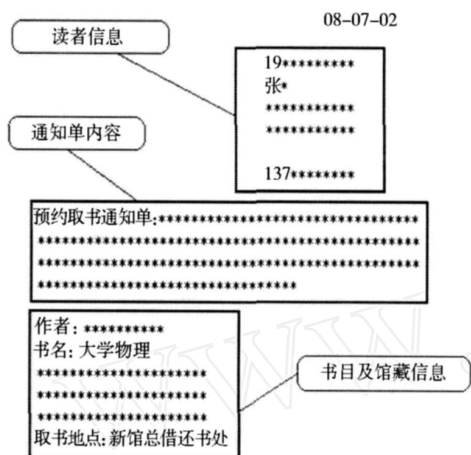 08-07-02
读者信息
19*********
张*
***********
***********
137********
通知单内容
预约取书通知单:********************************
***********************************************
***********************************************
********************************
作者: **********
书名: 大学物理
*********************
*********************
*********************
取书地点: 新馆总借还书处
书目及馆藏信息
WWW